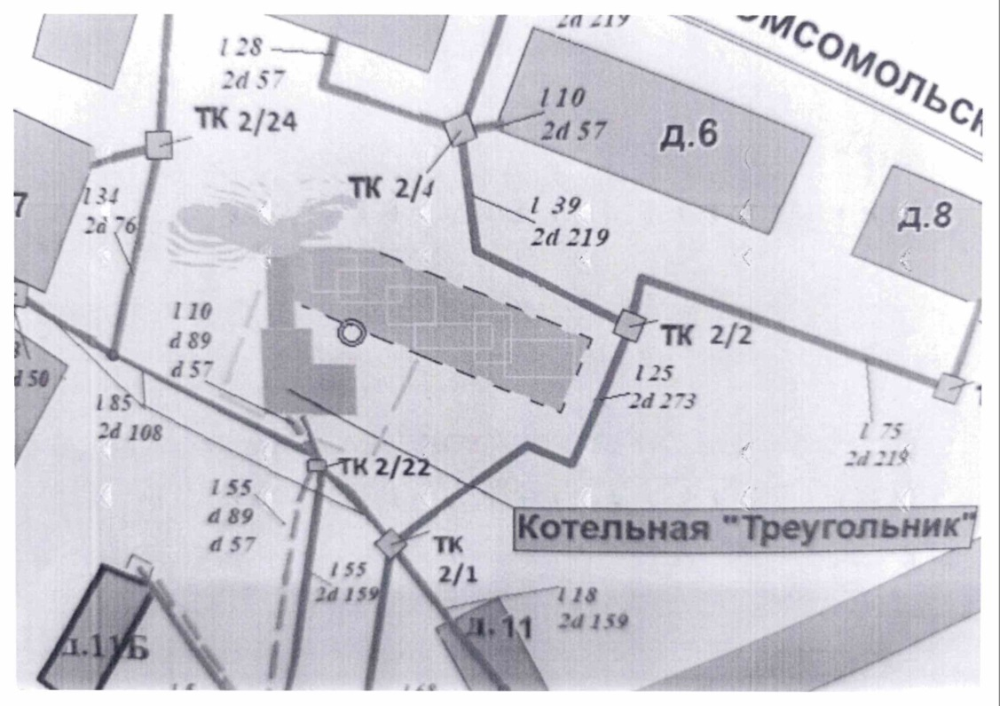 2d 219
ОМСОМОЛЬСК
l 28
2d 57
ТК 2/24
l 10
2d 57
д.6
ТК 2/4
д.8
7
l 34
2d 76
l 39
2d 219
l 10
d 89
d 57
ТК 2/2
l 25
2d 273
d 50
l 85
2d 108
l 75
2d 219
ТК 2/22
l 55
d 89
d 57
Котельная "Треугольник"
ТК
2/1
l 55
2d 159
l 18
2d 159
д. 11
д.11Б
l 68